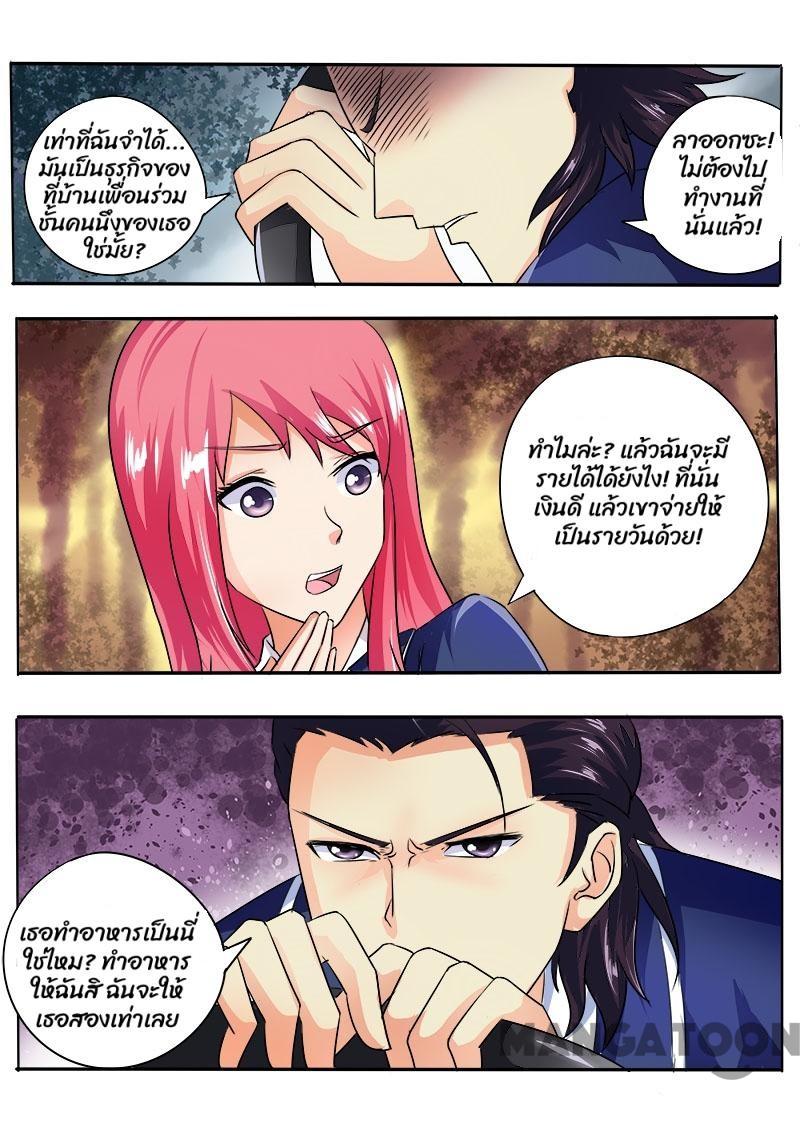 เท่าที่ฉันจำได้...
มันเป็นธุรกิจของ
ที่บ้านเพื่อนร่วม
ชั้นคนนึงของเธอ
ใช่มั้ย?
ลาออกซะ!
ไม่ต้องไป
ทำงานที่
นั่นแล้ว!
ทำไมล่ะ? แล้วฉันจะมี
รายได้ได้ยังไง! ที่นั่น
เงินดี แล้วเขาจ่ายให้
เป็นรายวันด้วย!
เธอทำอาหารเป็นนี่
ใช่ไหม? ทำอาหาร
ให้ฉันสิ ฉันจะให้
เธอสองเท่าเลย
MANGATOON